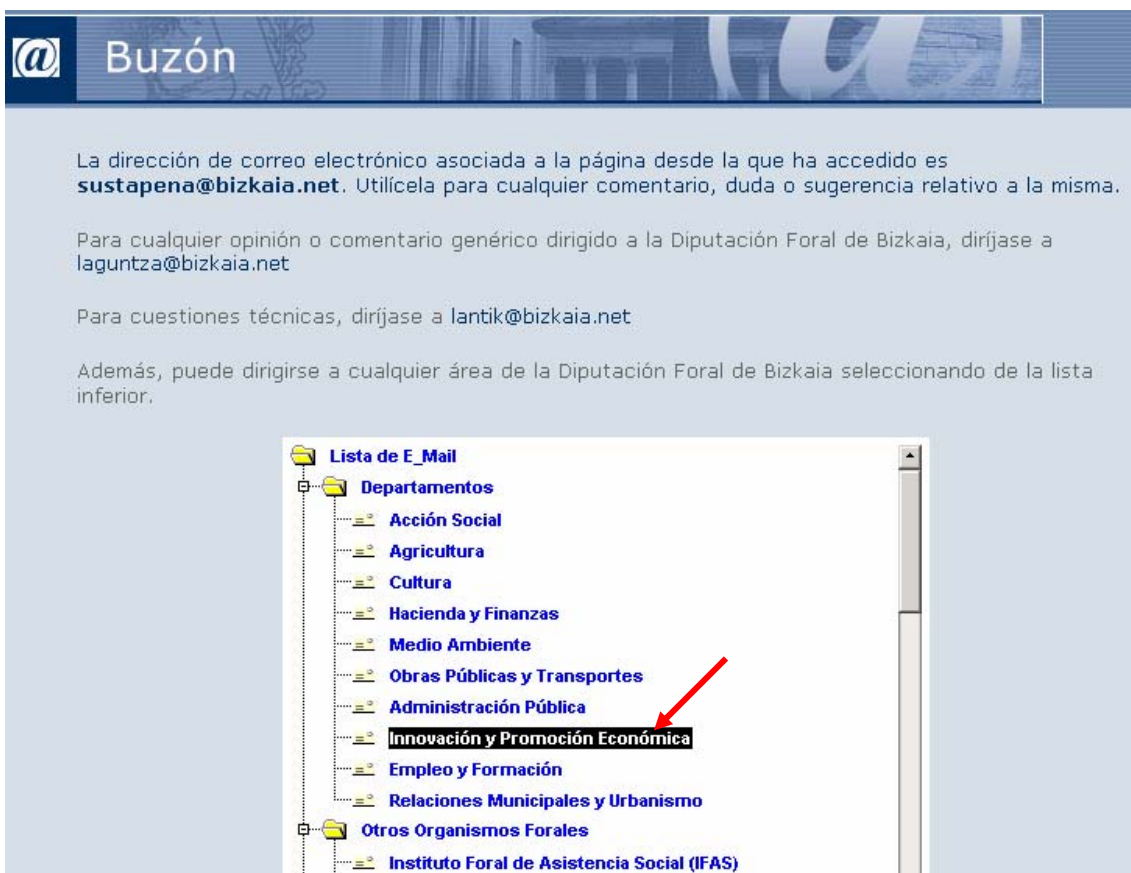 @ Buzón
La dirección de correo electrónico asociada a la página desde la que ha accedido es
sustapena@bizkaia.net. Utilícela para cualquier comentario, duda o sugerencia relativo a la misma.
Para cualquier opinión o comentario genérico dirigido a la Diputación Foral de Bizkaia, diríjase a
laguntza@bizkaia.net
Para cuestiones técnicas, diríjase a lantik@bizkaia.net
Además, puede dirigirse a cualquier área de la Diputación Foral de Bizkaia seleccionando de la lista
inferior.
Lista de E_Mail
Departamentos
Acción Social
Agricultura
Cultura
Hacienda y Finanzas
Medio Ambiente
Obras Públicas y Transportes
Administración Pública
Innovación y Promoción Económica
Empleo y Formación
Relaciones Municipales y Urbanismo
Otros Organismos Forales
Instituto Foral de Asistencia Social (IFAS)